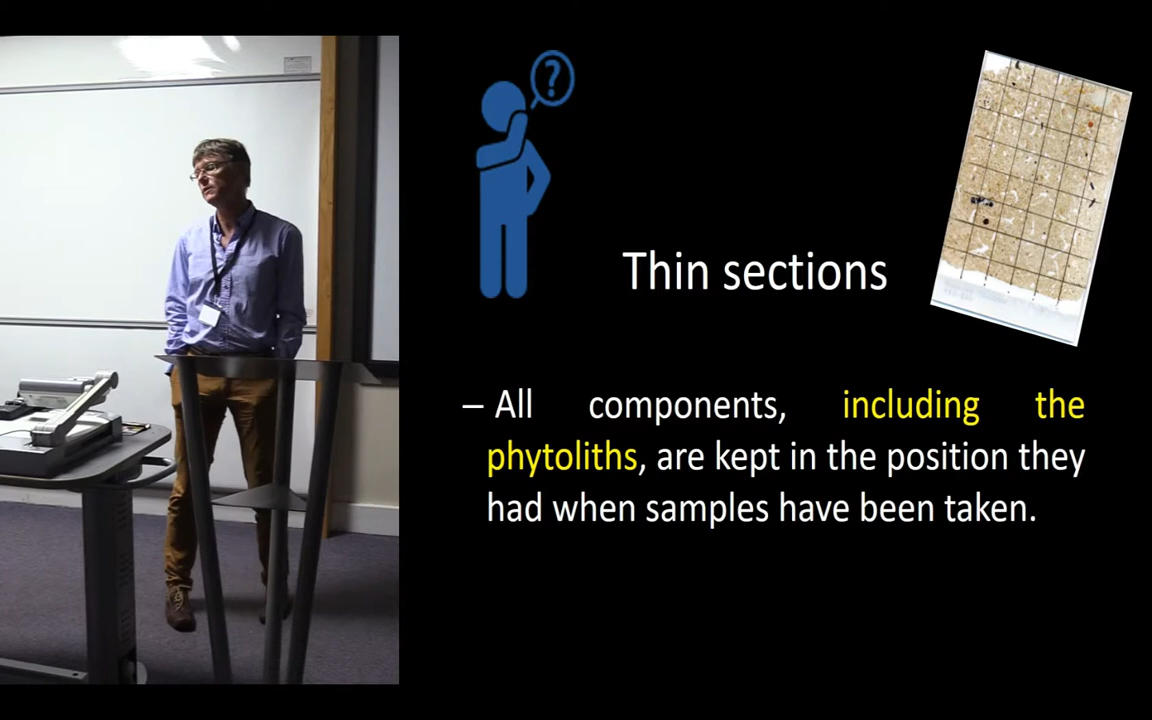 ?
Thin sections
– All components, including the
phytoliths, are kept in the position they
had when samples have been taken.